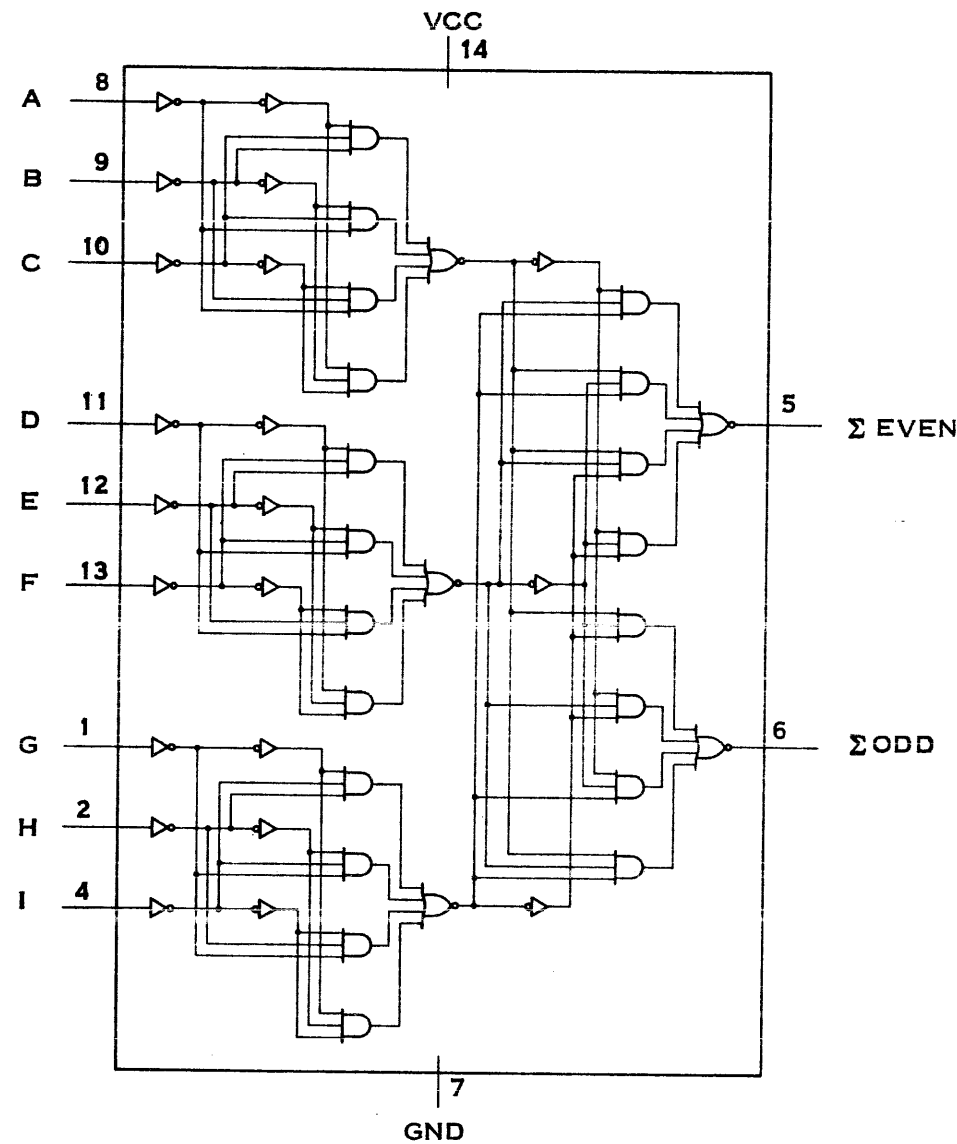 VCC
14
A 8
B 9
C 10
D 11
E 12
F 13
G 1
H 2
I 4
5 Σ EVEN
6 Σ ODD
7
GND